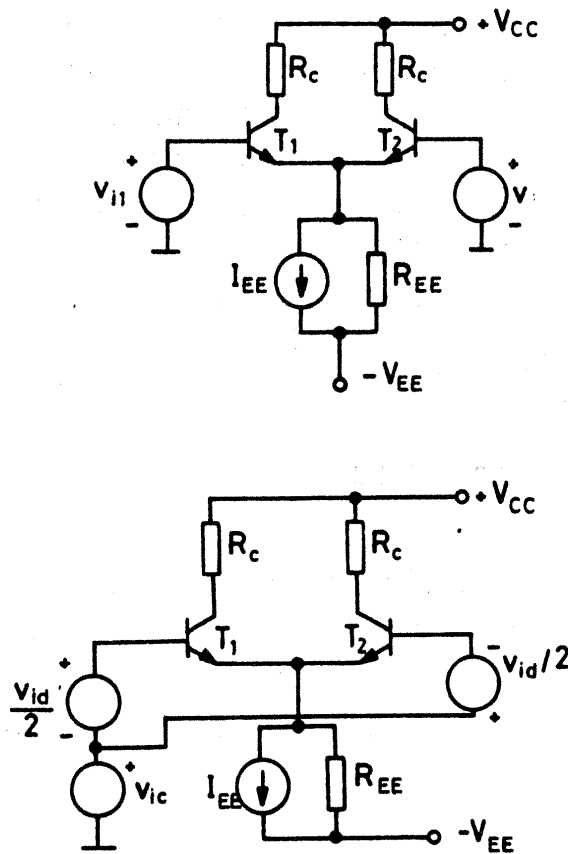 +VCC
Rc Rc
T1 T2
+ +
vi1 v
- -
IEE REE
-VEE
+VCC
Rc Rc
T1 T2
+ -
vid/2 vid/2
- +
+
vic
IEE REE
-VEE